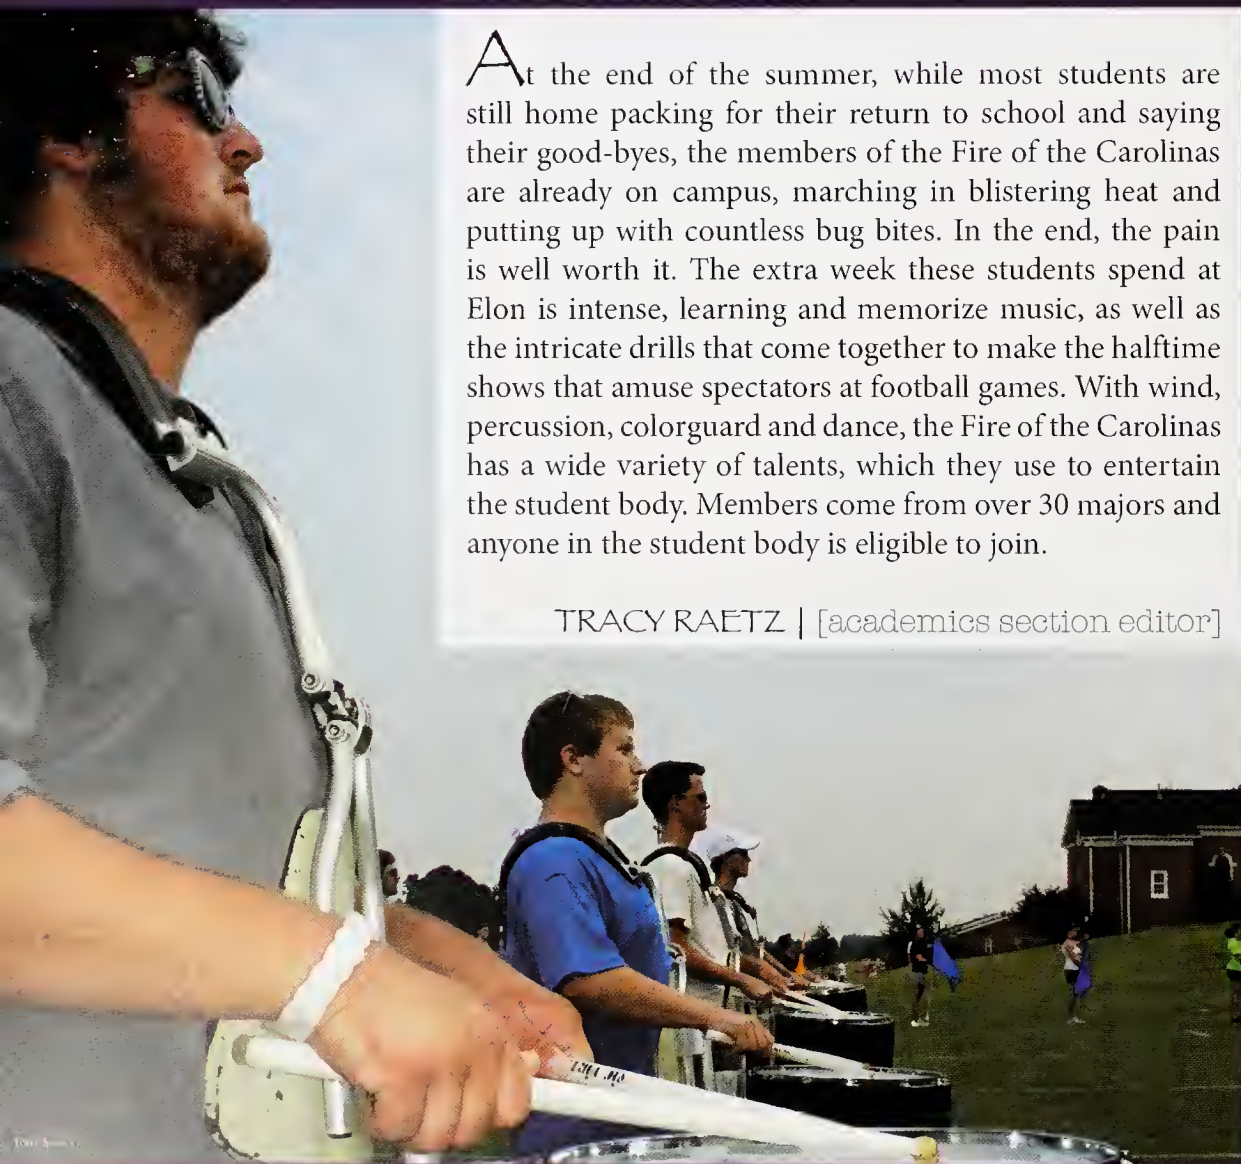 At the end of the summer, while most students are
still home packing for their return to school and saying
their good-byes, the members of the Fire of the Carolinas
are already on campus, marching in blistering heat and
putting up with countless bug bites. In the end, the pain
is well worth it. The extra week these students spend at
Elon is intense, learning and memorize music, as well as
the intricate drills that come together to make the halftime
shows that amuse spectators at football games. With wind,
percussion, colorguard and dance, the Fire of the Carolinas
has a wide variety of talents, which they use to entertain
the student body. Members come from over 30 majors and
anyone in the student body is eligible to join.
TRACY RAETZ | [academics section editor]